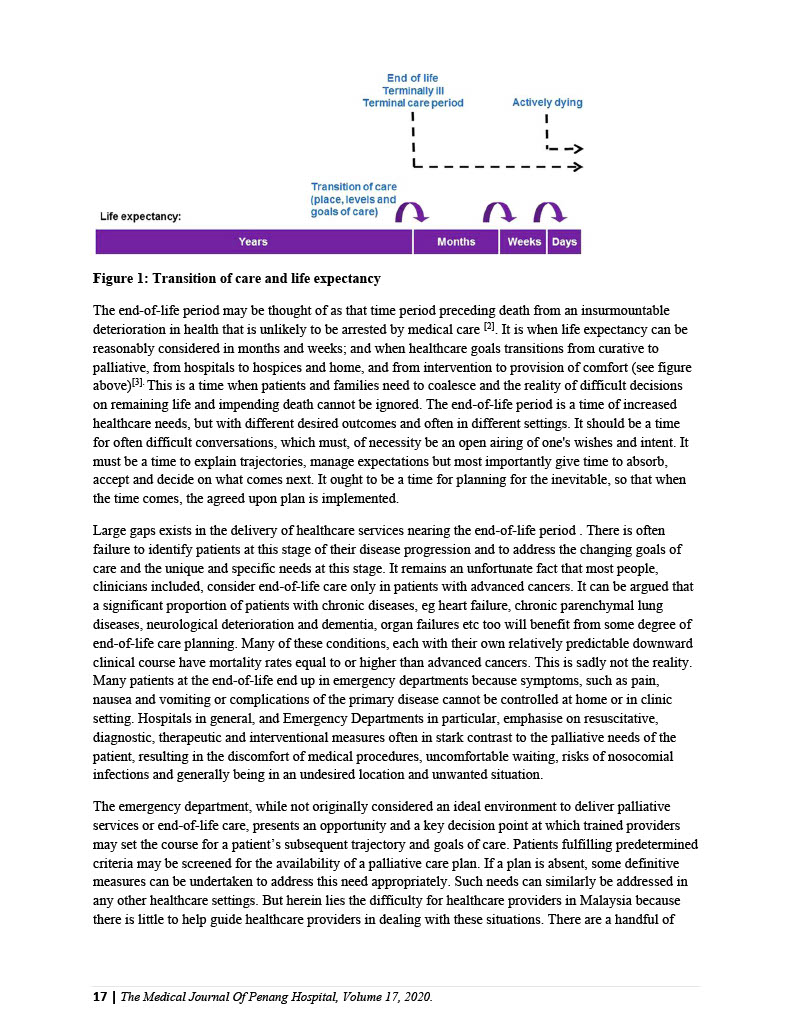 End of life
Terminally ill
Terminal care period
Actively dying
Transition of care
(place, levels and
goals of care)
Life expectancy:
Years
Months
Weeks
Days
Figure 1: Transition of care and life expectancy
The end-of-life period may be thought of as that time period preceding death from an insurmountable
deterioration in health that is unlikely to be arrested by medical care [2]. It is when life expectancy can be
reasonably considered in months and weeks; and when healthcare goals transitions from curative to
palliative, from hospitals to hospices and home, and from intervention to provision of comfort (see figure
above)[3]. This is a time when patients and families need to coalesce and the reality of difficult decisions
on remaining life and impending death cannot be ignored. The end-of-life period is a time of increased
healthcare needs, but with different desired outcomes and often in different settings. It should be a time
for often difficult conversations, which must, of necessity be an open airing of one's wishes and intent. It
must be a time to explain trajectories, manage expectations but most importantly give time to absorb,
accept and decide on what comes next. It ought to be a time for planning for the inevitable, so that when
the time comes, the agreed upon plan is implemented.
Large gaps exists in the delivery of healthcare services nearing the end-of-life period . There is often
failure to identify patients at this stage of their disease progression and to address the changing goals of
care and the unique and specific needs at this stage. It remains an unfortunate fact that most people,
clinicians included, consider end-of-life care only in patients with advanced cancers. It can be argued that
a significant proportion of patients with chronic diseases, eg heart failure, chronic parenchymal lung
diseases, neurological deterioration and dementia, organ failures etc too will benefit from some degree of
end-of-life care planning. Many of these conditions, each with their own relatively predictable downward
clinical course have mortality rates equal to or higher than advanced cancers. This is sadly not the reality.
Many patients at the end-of-life end up in emergency departments because symptoms, such as pain,
nausea and vomiting or complications of the primary disease cannot be controlled at home or in clinic
setting. Hospitals in general, and Emergency Departments in particular, emphasise on resuscitative,
diagnostic, therapeutic and interventional measures often in stark contrast to the palliative needs of the
patient, resulting in the discomfort of medical procedures, uncomfortable waiting, risks of nosocomial
infections and generally being in an undesired location and unwanted situation.
The emergency department, while not originally considered an ideal environment to deliver palliative
services or end-of-life care, presents an opportunity and a key decision point at which trained providers
may set the course for a patient's subsequent trajectory and goals of care. Patients fulfilling predetermined
criteria may be screened for the availability of a palliative care plan. If a plan is absent, some definitive
measures can be undertaken to address this need appropriately. Such needs can similarly be addressed in
any other healthcare settings. But herein lies the difficulty for healthcare providers in Malaysia because
there is little to help guide healthcare providers in dealing with these situations. There are a handful of
17 | The Medical Journal Of Penang Hospital, Volume 17, 2020.